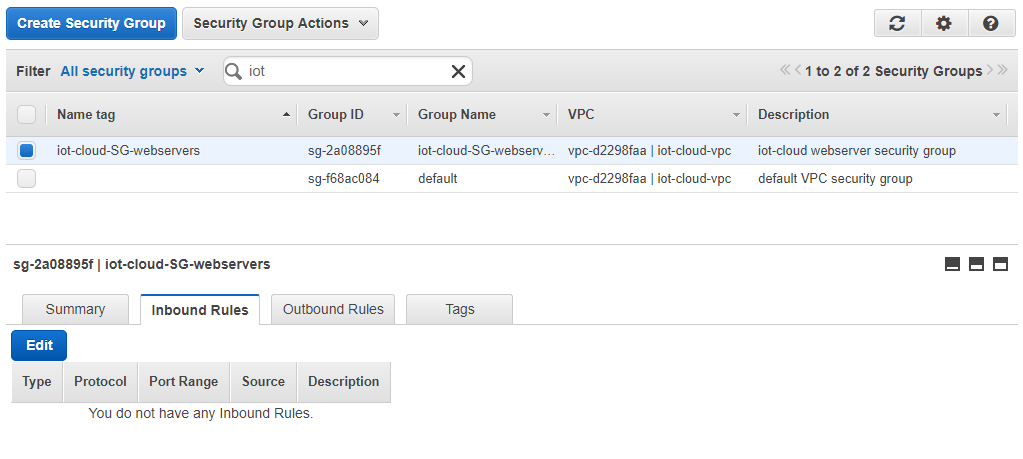 Create Security Group Security Group Actions
Filter All security groups iot 1 to 2 of 2 Security Groups
Name tag Group ID Group Name VPC Description
iot-cloud-SG-webservers sg-2a08895f iot-cloud-SG-webserv… vpc-d2298faa | iot-cloud-vpc iot-cloud webserver security group
sg-f68ac084 default vpc-d2298faa | iot-cloud-vpc default VPC security group
sg-2a08895f | iot-cloud-SG-webservers
Summary Inbound Rules Outbound Rules Tags
Edit
Type Protocol Port Range Source Description
You do not have any Inbound Rules.